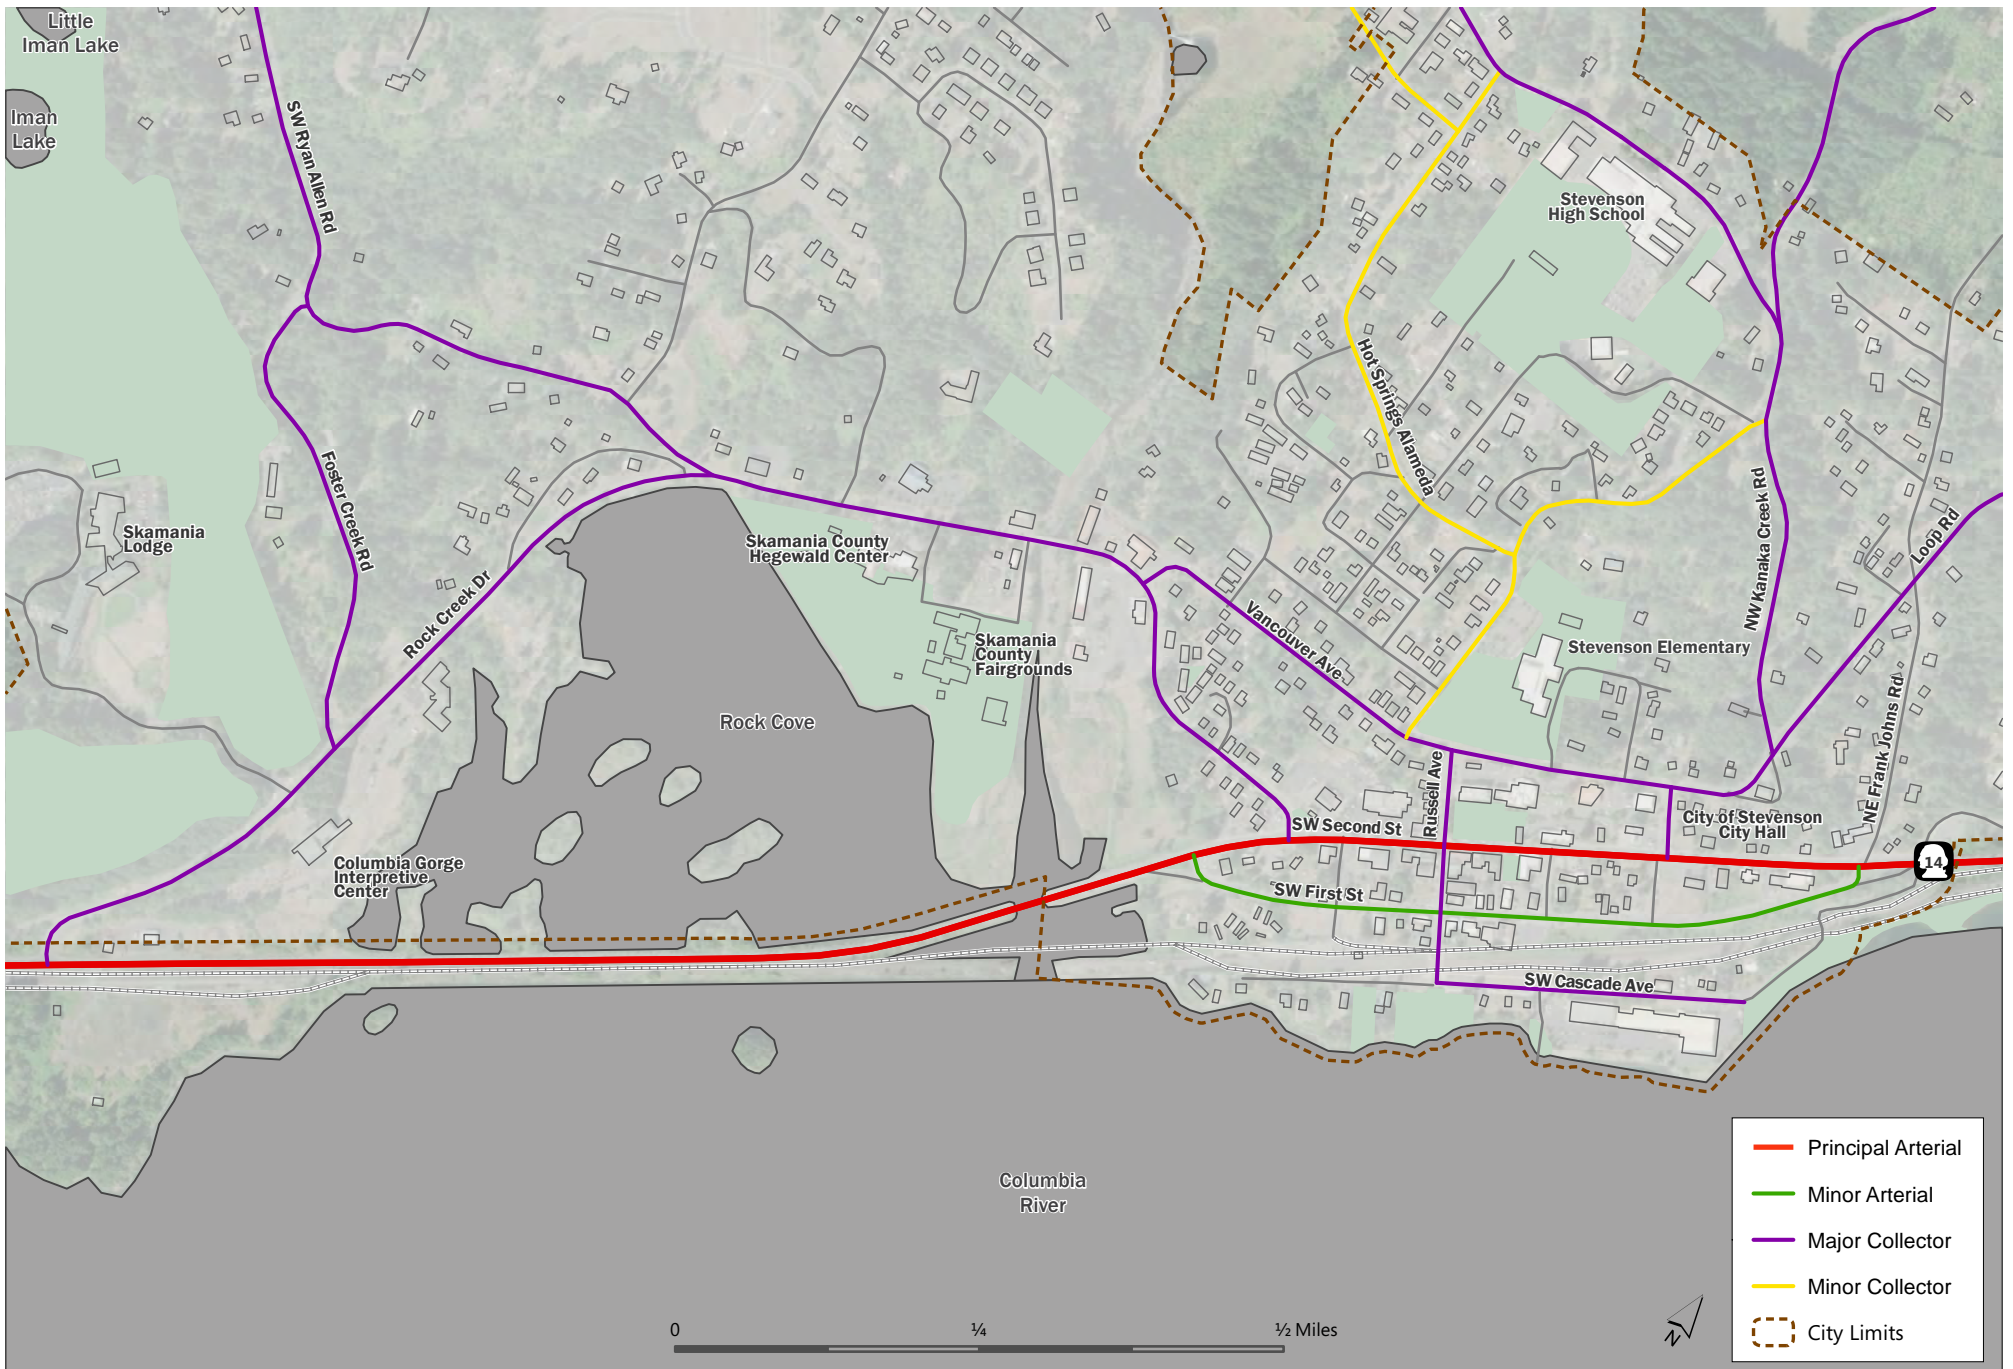 Little
Iman Lake
Iman
Lake
SW Ryan Allen Rd
Stevenson
High School
Hot Springs Alameda
Foster Creek Rd
Skamania
Lodge
Skamania County
Hegewald Center
NW Kanaka Creek Rd
Loop Rd
Rock Creek Dr
Vancouver Ave
Skamania
County
Fairgrounds
Stevenson Elementary
Rock Cove
NE Frank Johns Rd
Russell Ave
SW Second St
City of Stevenson
City Hall
Columbia Gorge
Interpretive
Center
14
SW First St
SW Cascade Ave
Columbia
River
Principal Arterial
Minor Arterial
Major Collector
Minor Collector
City Limits
0 ¼ ½ Miles
N